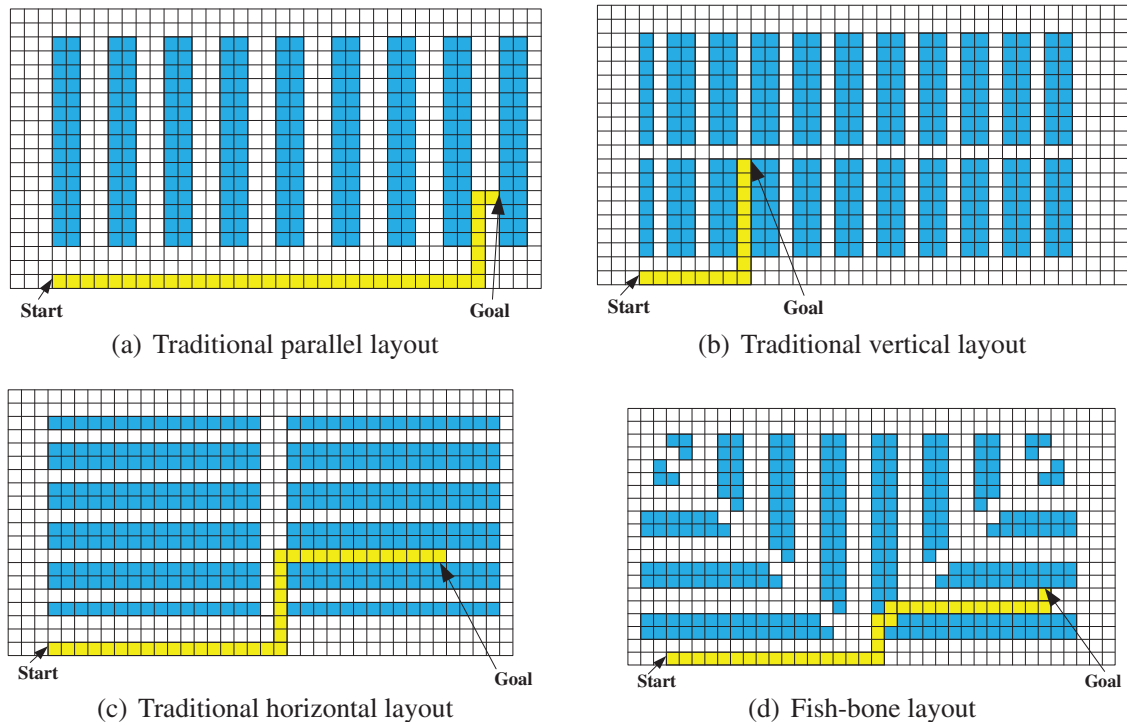 Start
Goal
(a) Traditional parallel layout
Start
Goal
(b) Traditional vertical layout
Start
Goal
(c) Traditional horizontal layout
Start
Goal
(d) Fish-bone layout